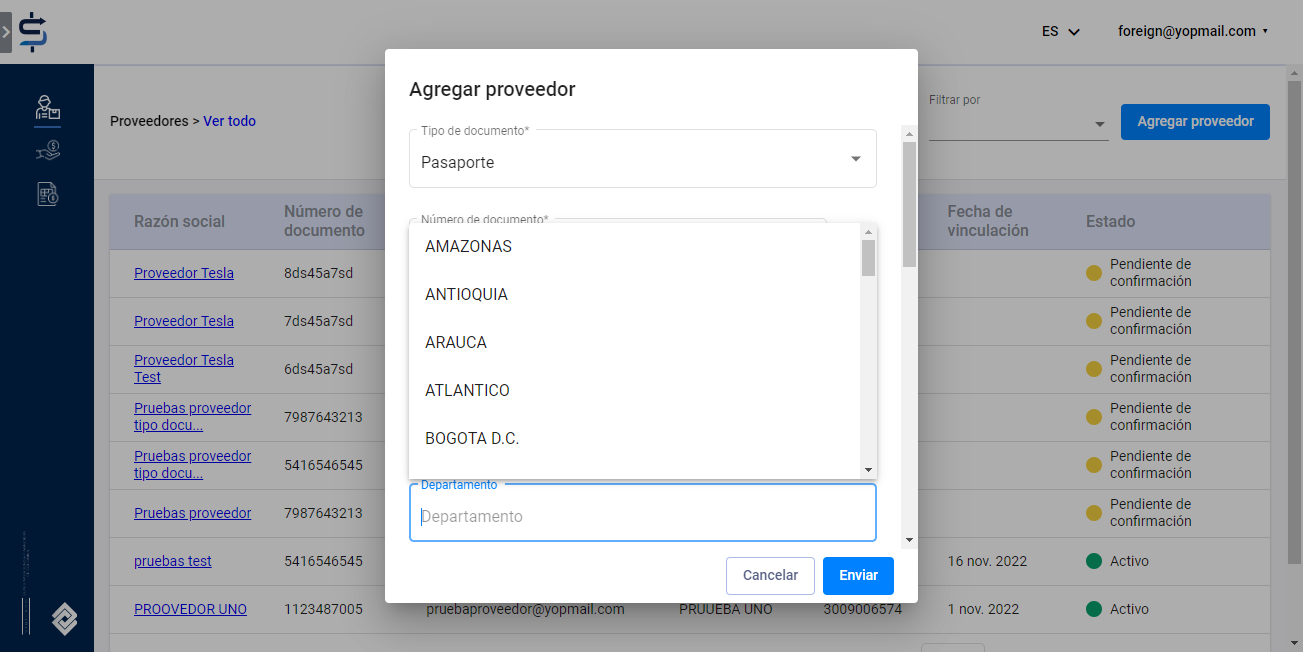 ES
foreign@yopmail.com
Proveedores > Ver todo
Filtrar por
Agregar proveedor
Razón social
Número de
documento
Fecha de
vinculación
Estado
Proveedor Tesla
8ds45a7sd
Pendiente de
confirmación
Proveedor Tesla
7ds45a7sd
Pendiente de
confirmación
Proveedor Tesla
Test
6ds45a7sd
Pendiente de
confirmación
Pruebas proveedor
tipo docu...
7987643213
Pendiente de
confirmación
Pruebas proveedor
tipo docu...
5416546545
Pendiente de
confirmación
Pruebas proveedor
7987643213
Pendiente de
confirmación
pruebas test
5416546545
16 nov. 2022
Activo
PROOVEDOR UNO
1123487005
pruebaproveedor@yopmail.com
PRUUEBA UNO
3009006574
1 nov. 2022
Activo
Agregar proveedor
Tipo de documento*
Pasaporte
Número de documento*
AMAZONAS
ANTIOQUIA
ARAUCA
ATLANTICO
BOGOTA D.C.
Departamento
Departamento
Cancelar
Enviar